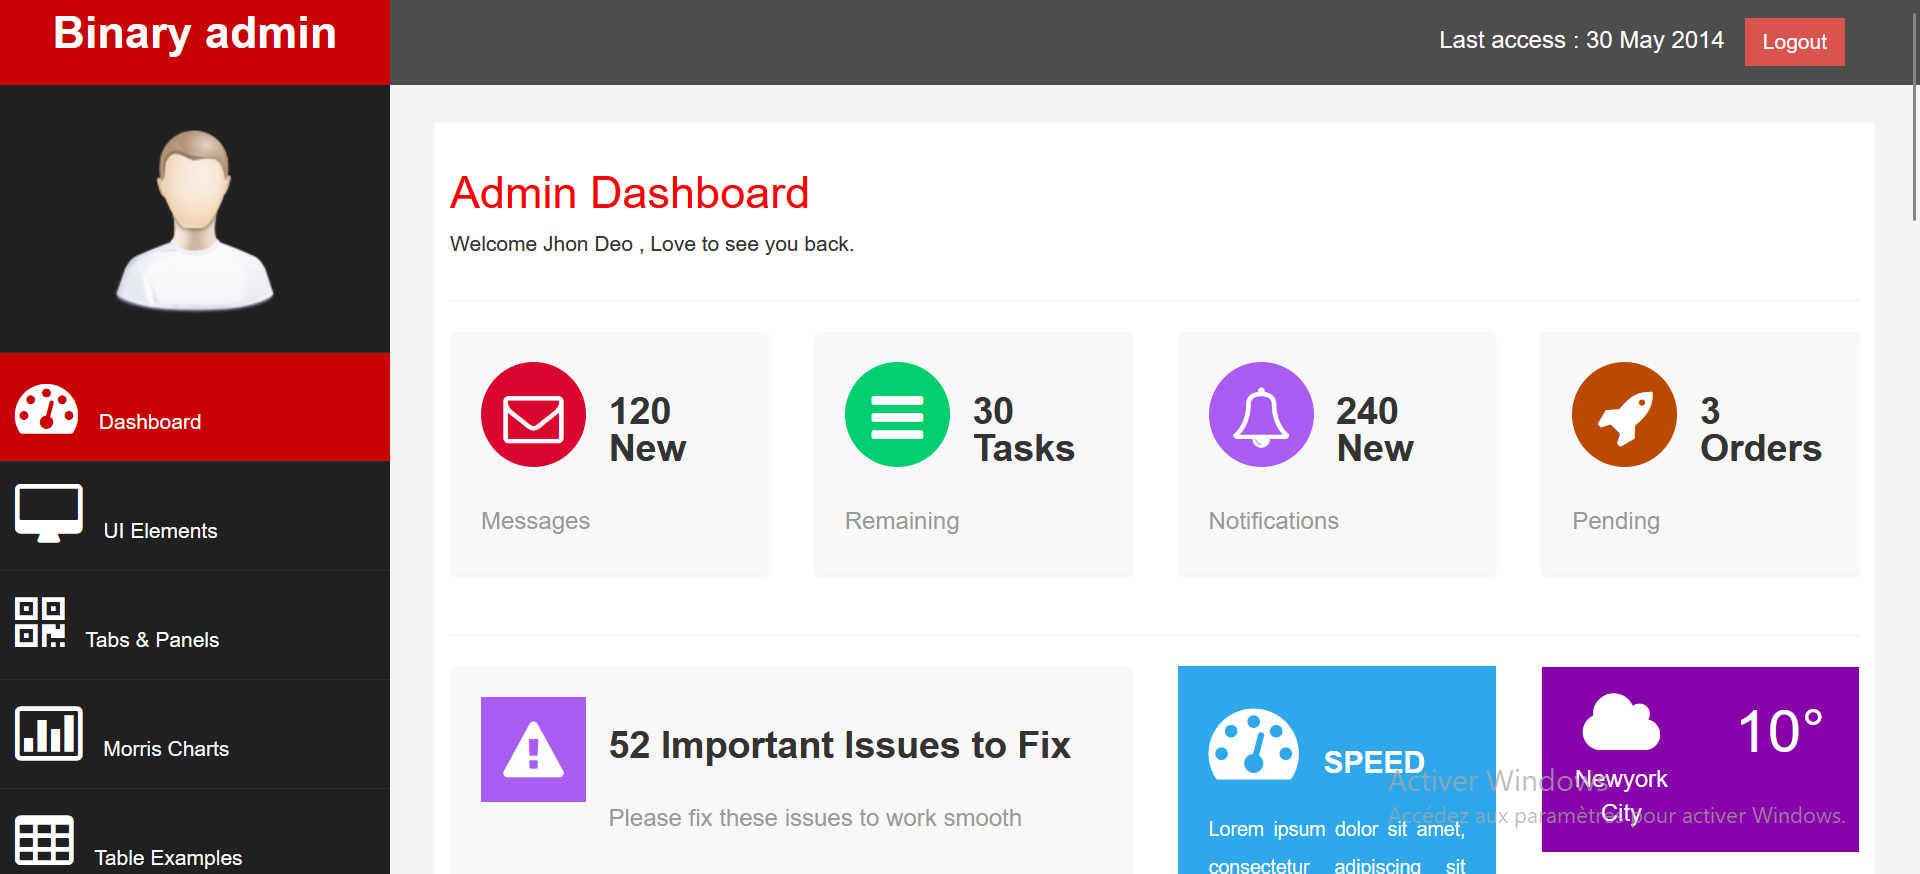 Binary admin
Last access : 30 May 2014
Logout
Dashboard
UI Elements
Tabs & Panels
Morris Charts
Table Examples
Admin Dashboard
Welcome Jhon Deo , Love to see you back.
120
New
Messages
30
Tasks
Remaining
240
New
Notifications
3
Orders
Pending
52 Important Issues to Fix
Please fix these issues to work smooth
SPEED
Lorem ipsum dolor sit amet,
consectetur adipiscing sit
10°
Newyork
City
Activer Windows
Accédez aux paramètres pour activer Windows.